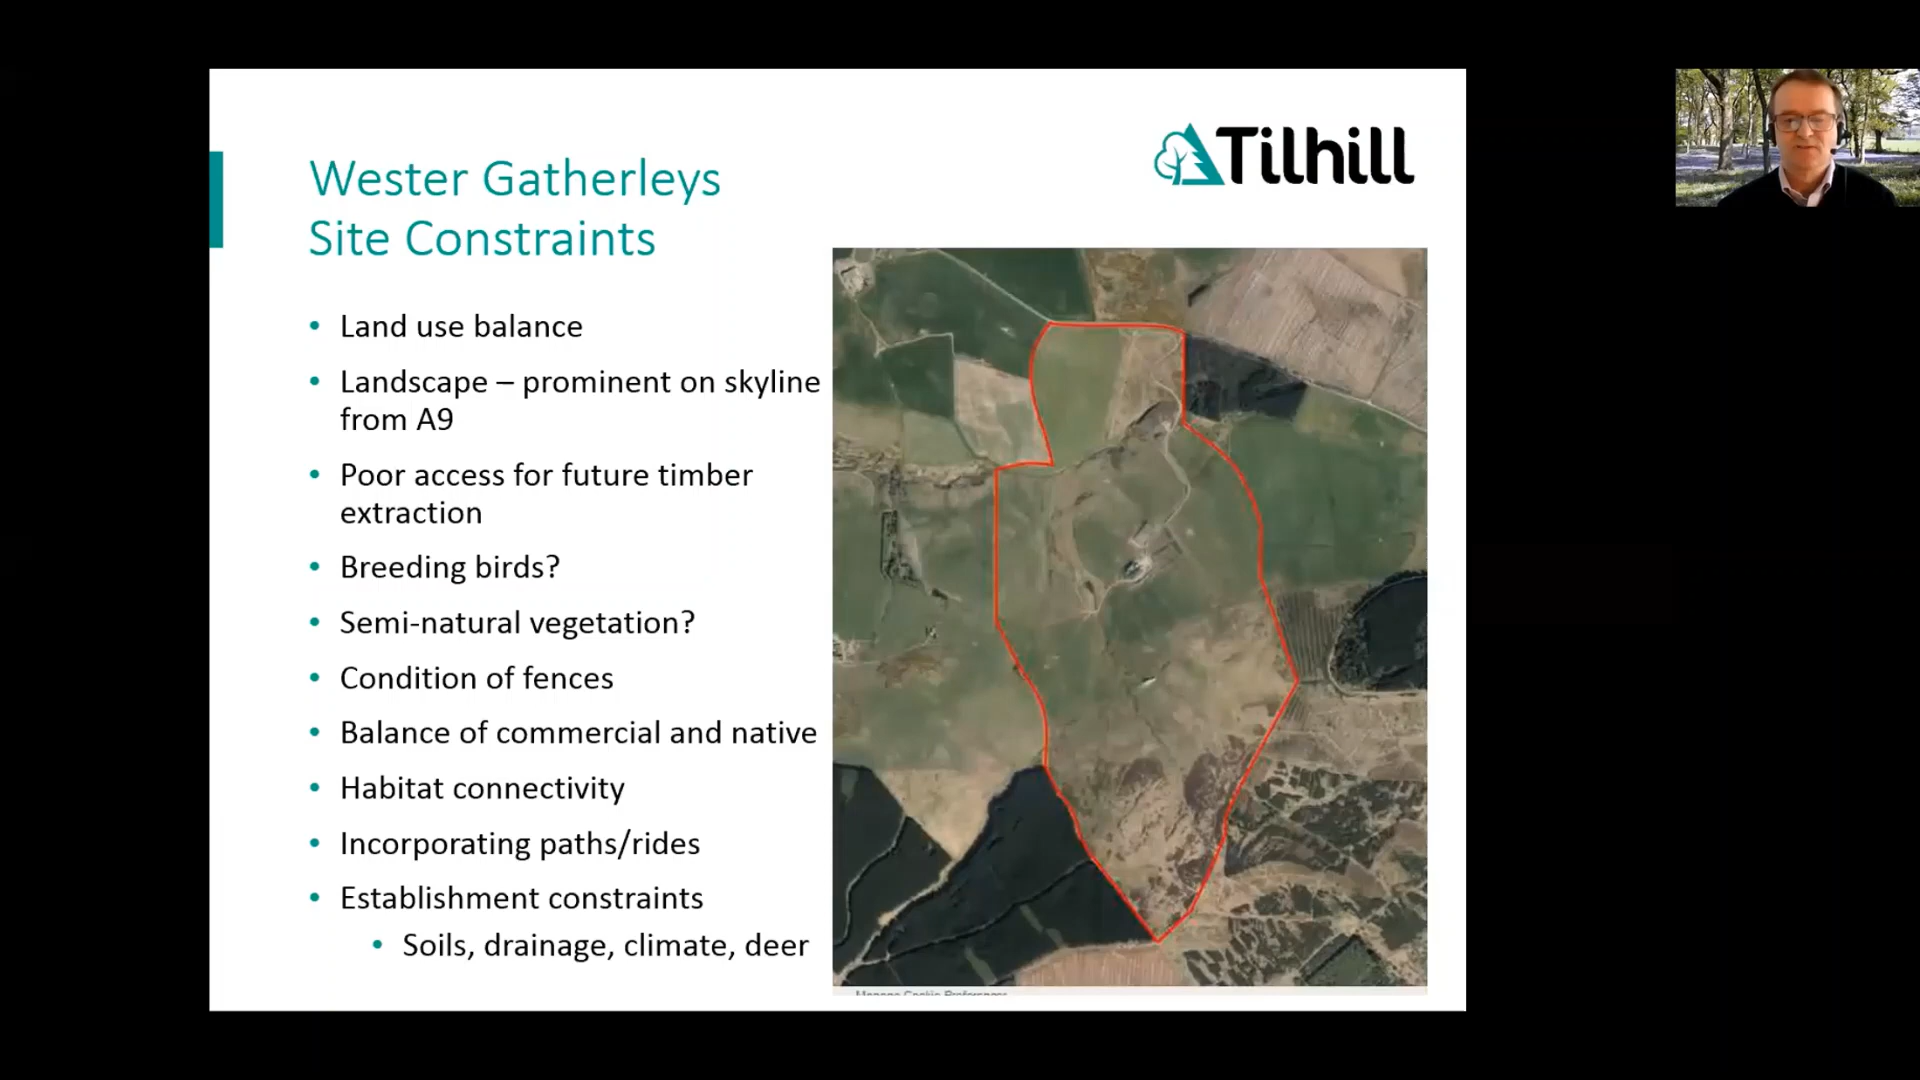 Tilhill
Wester Gatherleys
Site Constraints
• Land use balance
• Landscape – prominent on skyline
from A9
• Poor access for future timber
extraction
• Breeding birds?
• Semi-natural vegetation?
• Condition of fences
• Balance of commercial and native
• Habitat connectivity
• Incorporating paths/rides
• Establishment constraints
• Soils, drainage, climate, deer